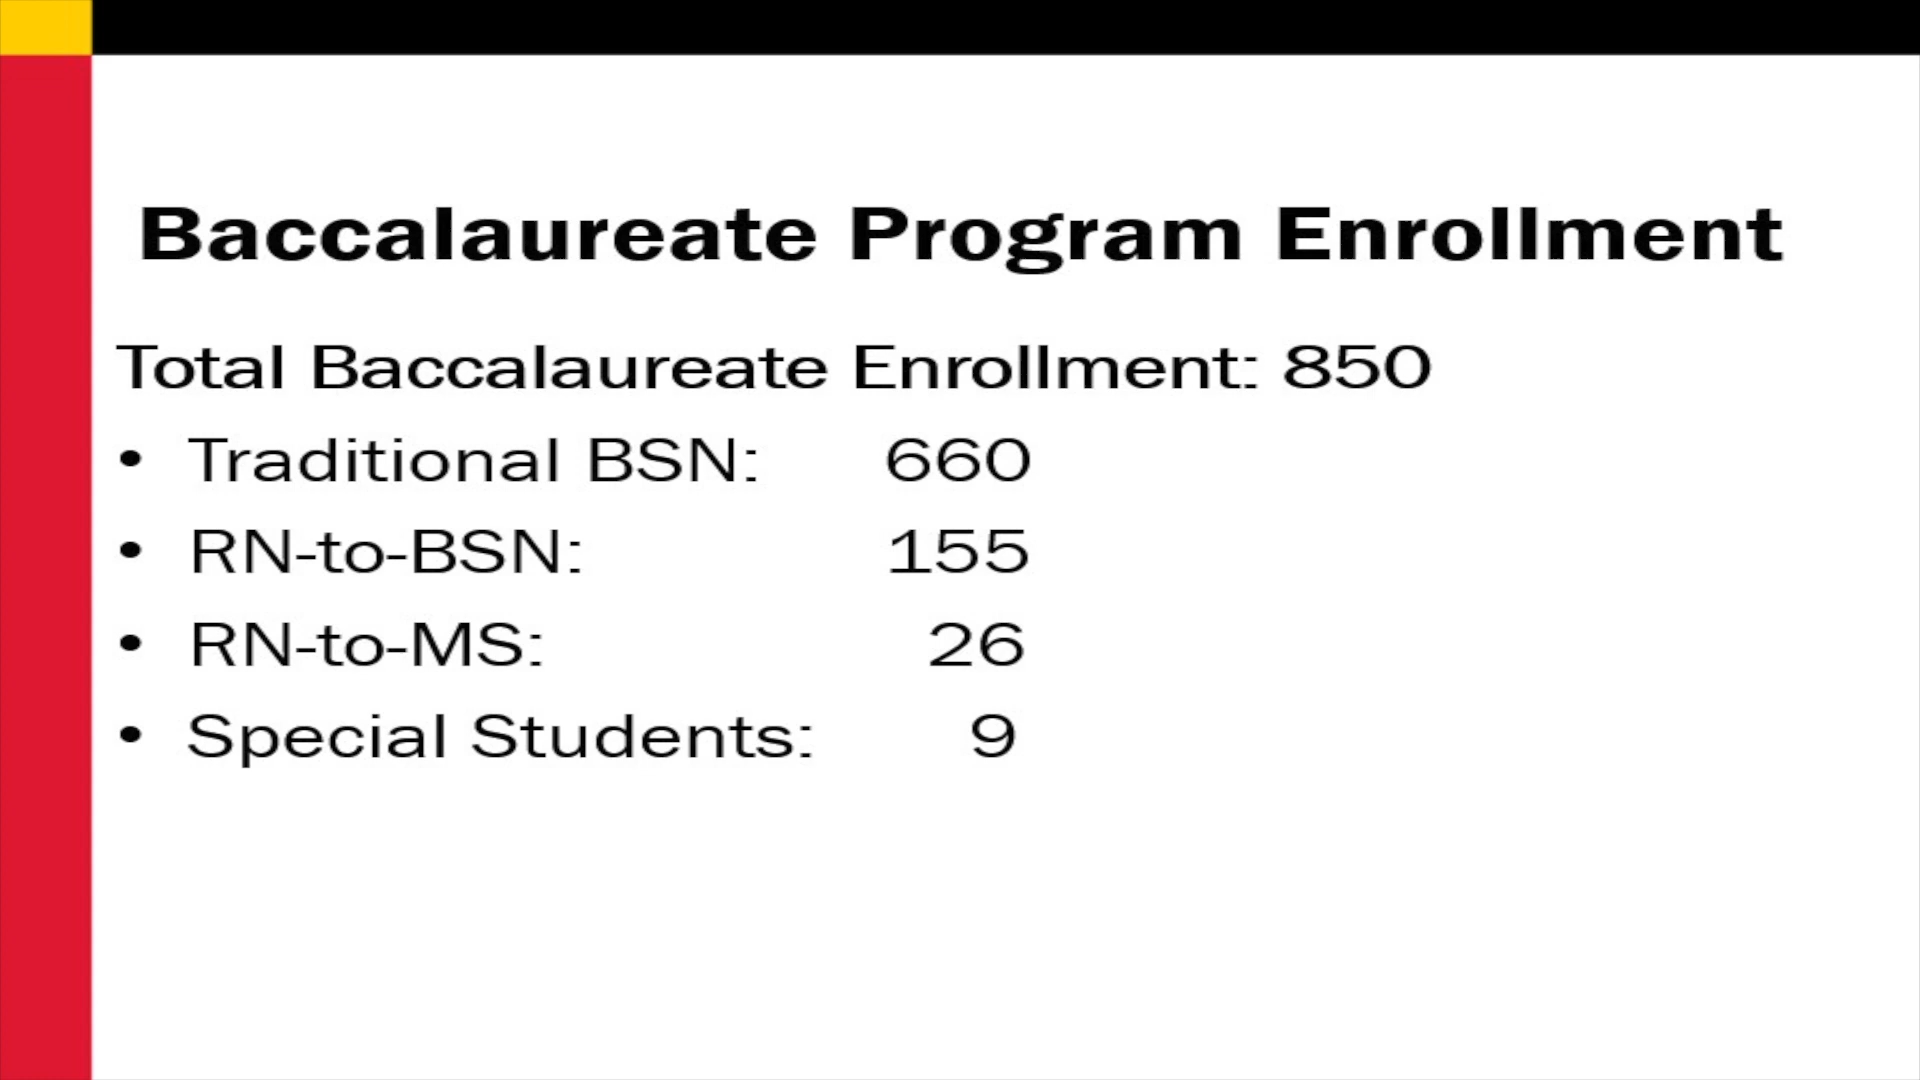 Baccalaureate Program Enrollment
Total Baccalaureate Enrollment: 850
• Traditional BSN: 660
• RN-to-BSN: 155
• RN-to-MS: 26
• Special Students: 9